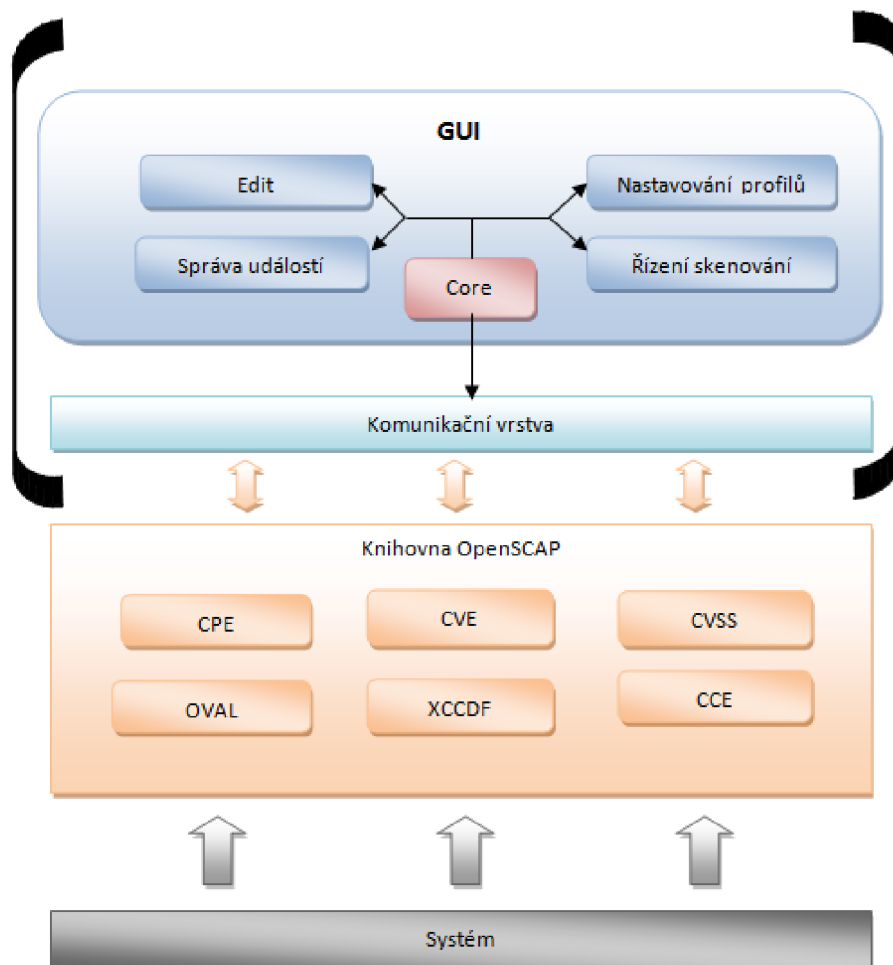 GUI
Edit
Nastavování profilů
Správa událostí
Řízení skenování
Core
Komunikační vrstva
Knihovna OpenSCAP
CPE
CVE
CVSS
OVAL
XCCDF
CCE
Systém